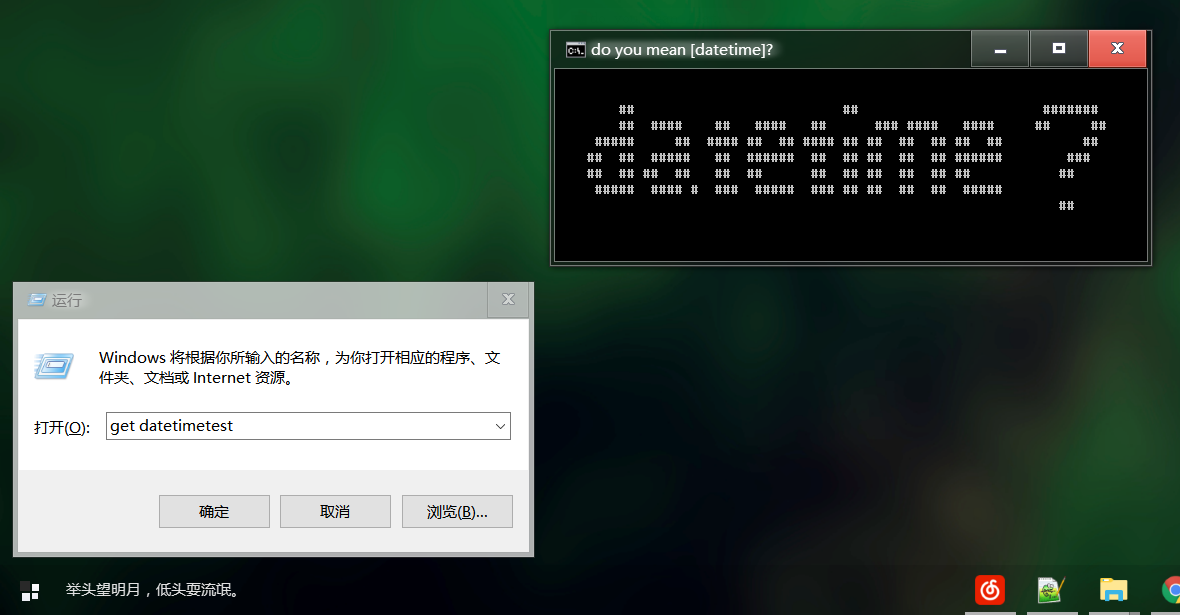 do you mean [datetime]?
datetime ?
运行
Windows 将根据你所输入的名称，为你打开相应的程序、文
件夹、文档或 Internet 资源。
打开(O):
get datetimetest
确定
取消
浏览(B)...
举头望明月，低头耍流氓。